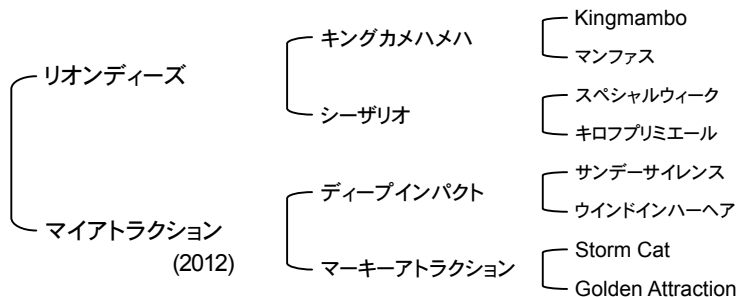 リオンディーズ
マイアトラクション
(2012)
キングカメハメハ
シーザリオ
ディープインパクト
マーキーアトラクション
Kingmambo
マンファス
スペシャルウィーク
キロフプリミエール
サンデーサイレンス
ウインドインハーヘア
Storm Cat
Golden Attraction